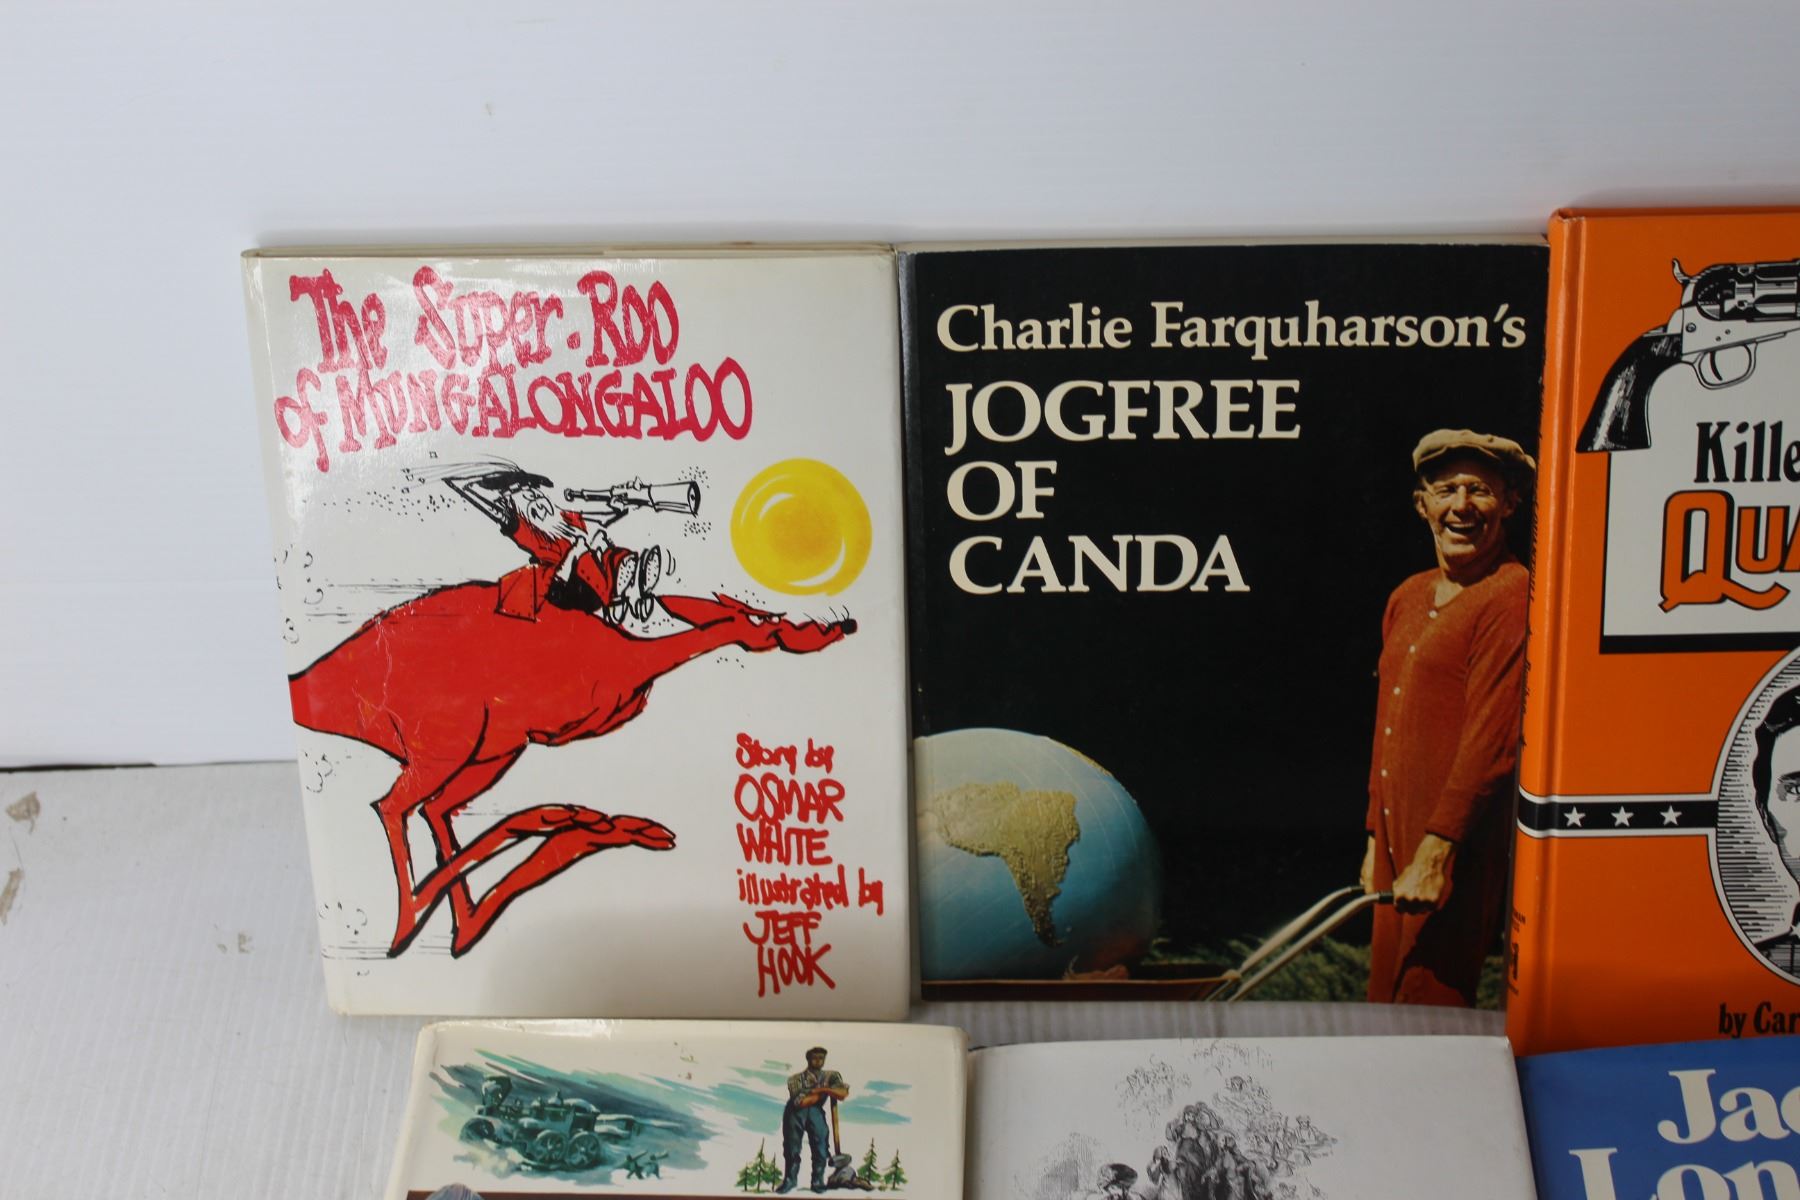 The Super-Roo
of MUNGALONGALOO
Story by
OSMAR
WHITE
illustrated by
JEFF
HOOK
Charlie Farquharson's
JOGFREE
OF
CANDA
by